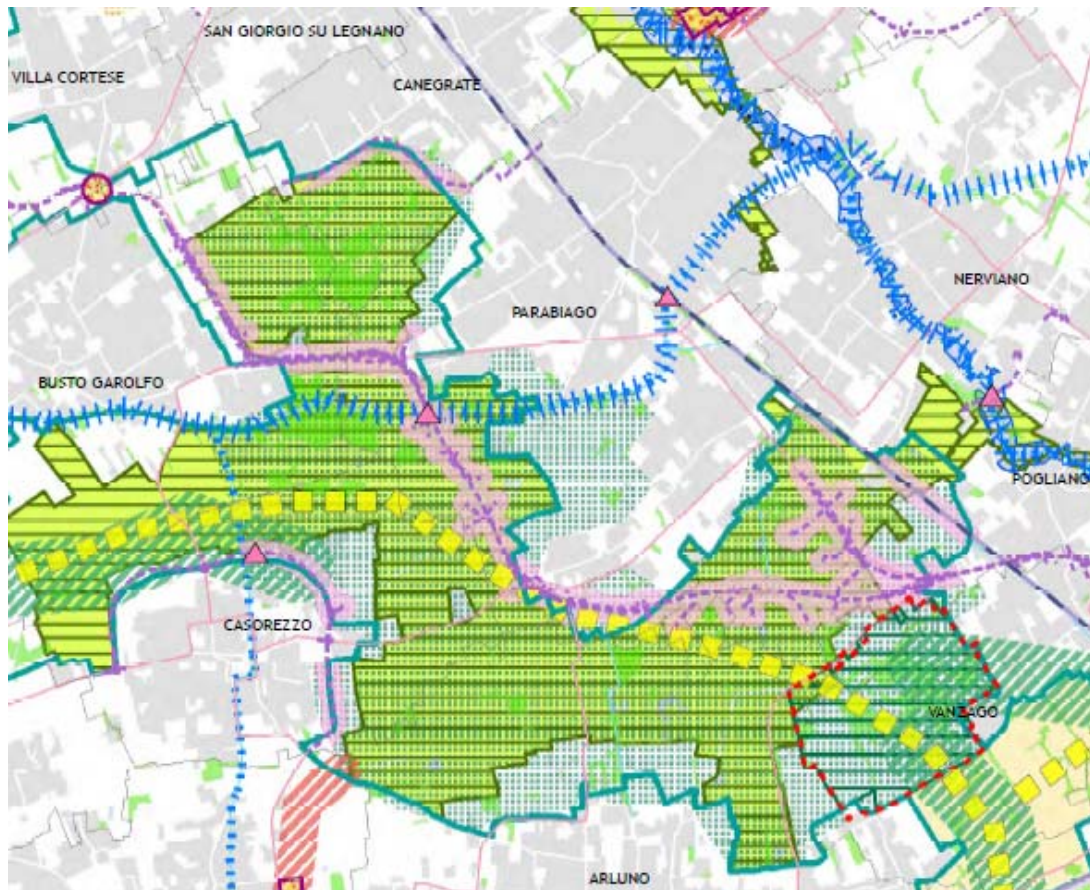 SAN GIORGIO SU LEGNANO
VILLA CORTESE
CANEGRATE
NERVIANO
PARABIAGO
BUSTO GAROLFO
POGLIANO
CASOREZZO
VANZAGO
ARLUNO